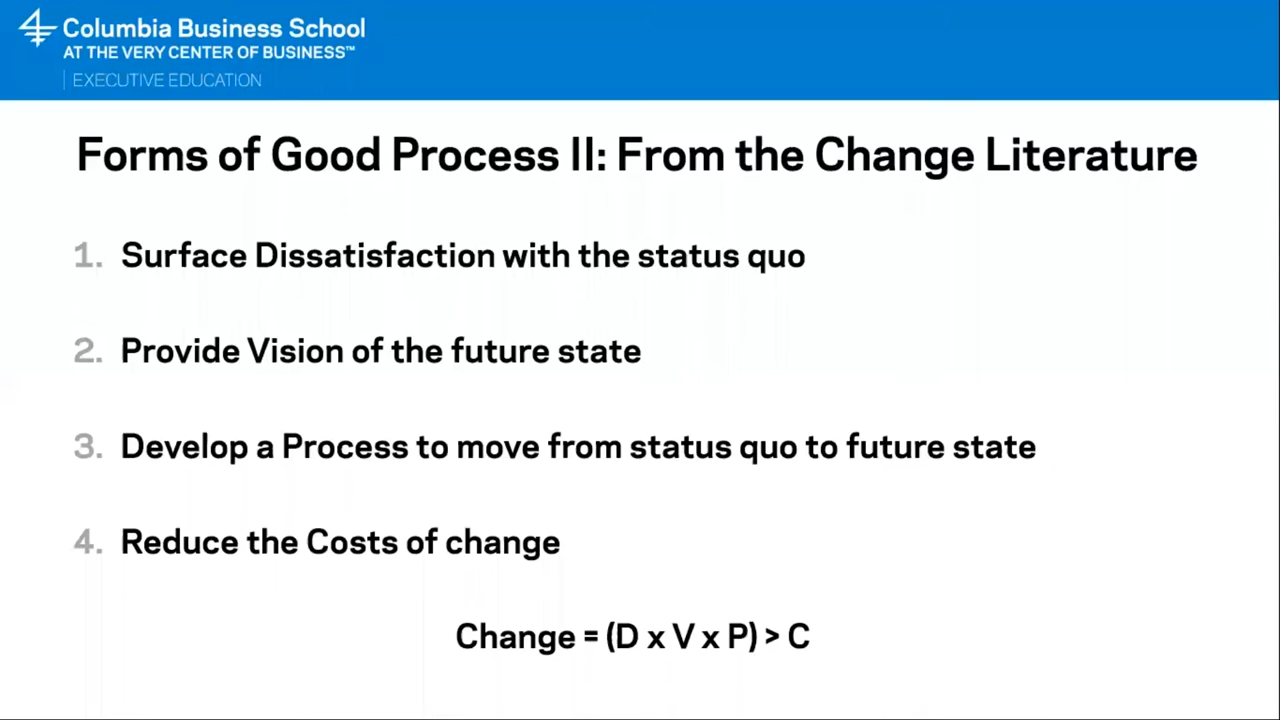 Columbia Business School
AT THE VERY CENTER OF BUSINESS™
EXECUTIVE EDUCATION
Forms of Good Process II: From the Change Literature
1. Surface Dissatisfaction with the status quo
2. Provide Vision of the future state
3. Develop a Process to move from status quo to future state
4. Reduce the Costs of change
Change = (D x V x P) > C